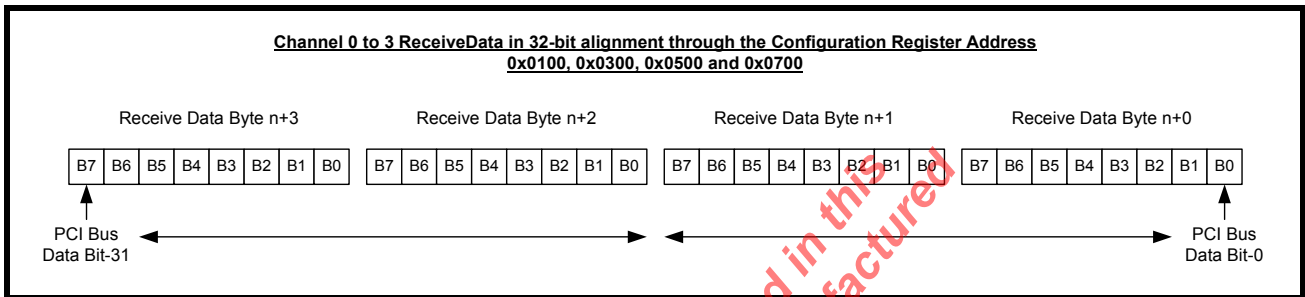 Channel 0 to 3 ReceiveData in 32-bit alignment through the Configuration Register Address
0x0100, 0x0300, 0x0500 and 0x0700
Receive Data Byte n+3 Receive Data Byte n+2 Receive Data Byte n+1 Receive Data Byte n+0
B7 B6 B5 B4 B3 B2 B1 B0 B7 B6 B5 B4 B3 B2 B1 B0 B7 B6 B5 B4 B3 B2 B1 B0 B7 B6 B5 B4 B3 B2 B1 B0
PCI Bus
Data Bit-31
PCI Bus
Data Bit-0
in this